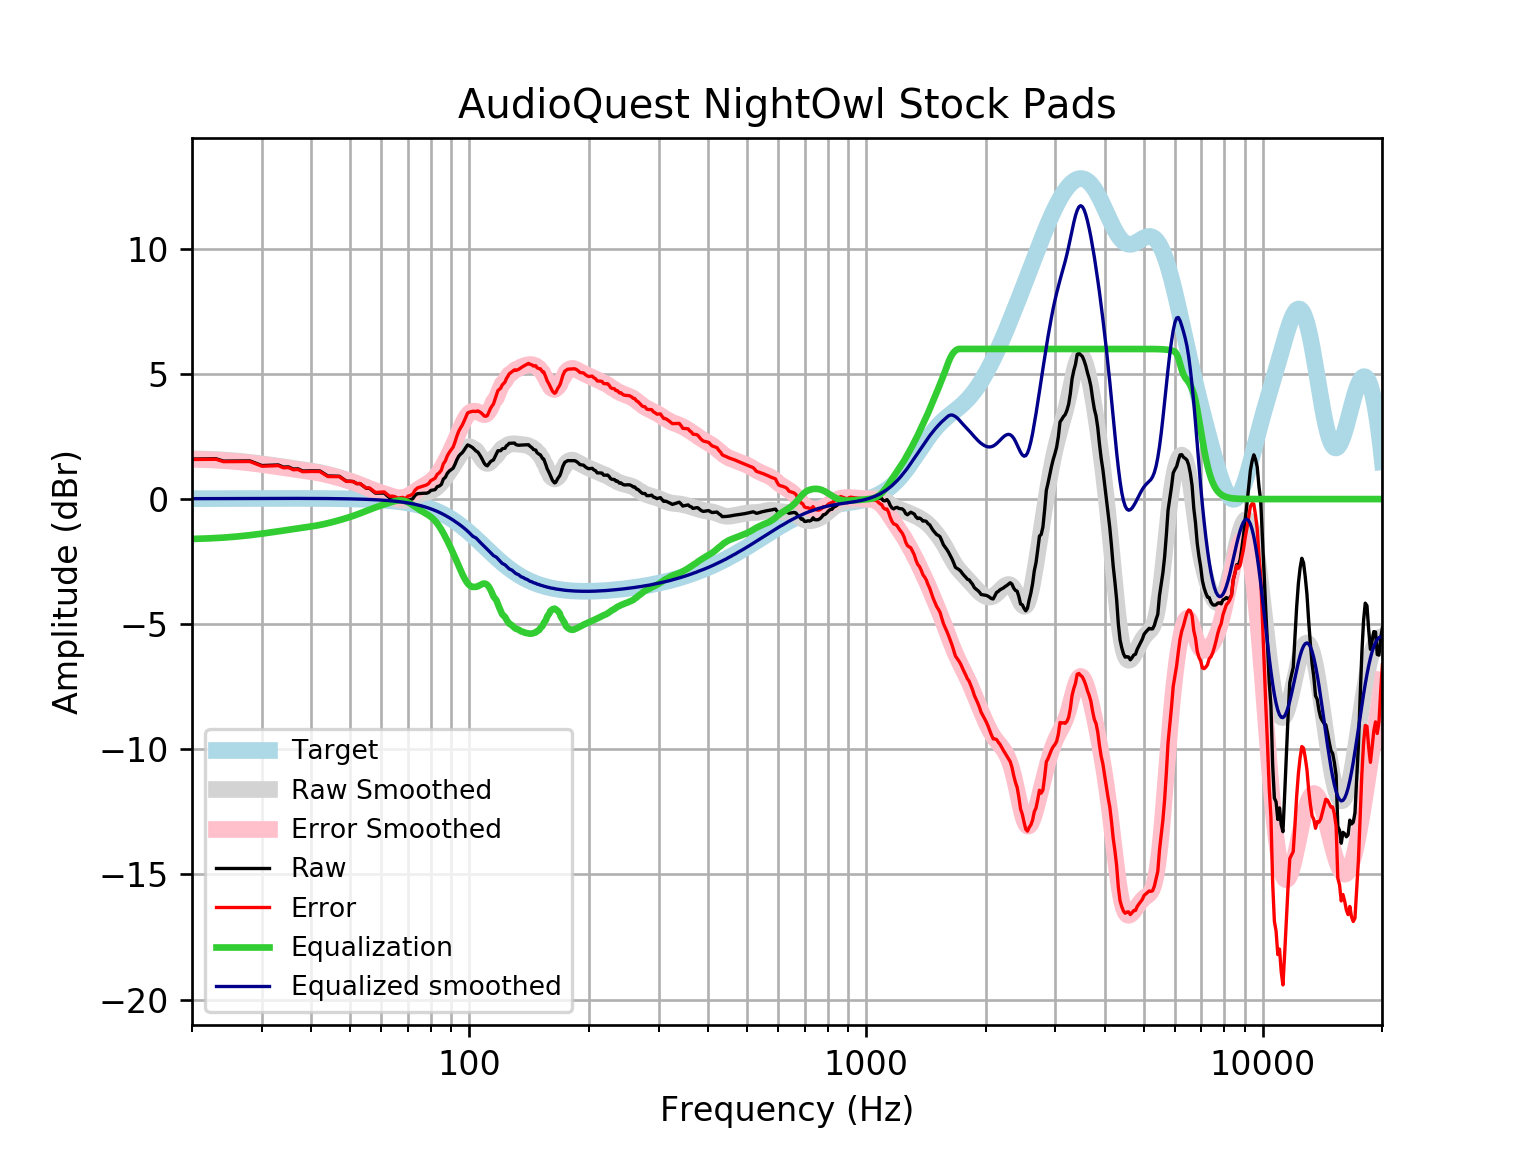 AudioQuest NightOwl Stock Pads
10
5
0
−5
−10
−15
−20
Amplitude (dBr)
Target
Raw Smoothed
Error Smoothed
Raw
Error
Equalization
Equalized smoothed
100 1000 10000
Frequency (Hz)